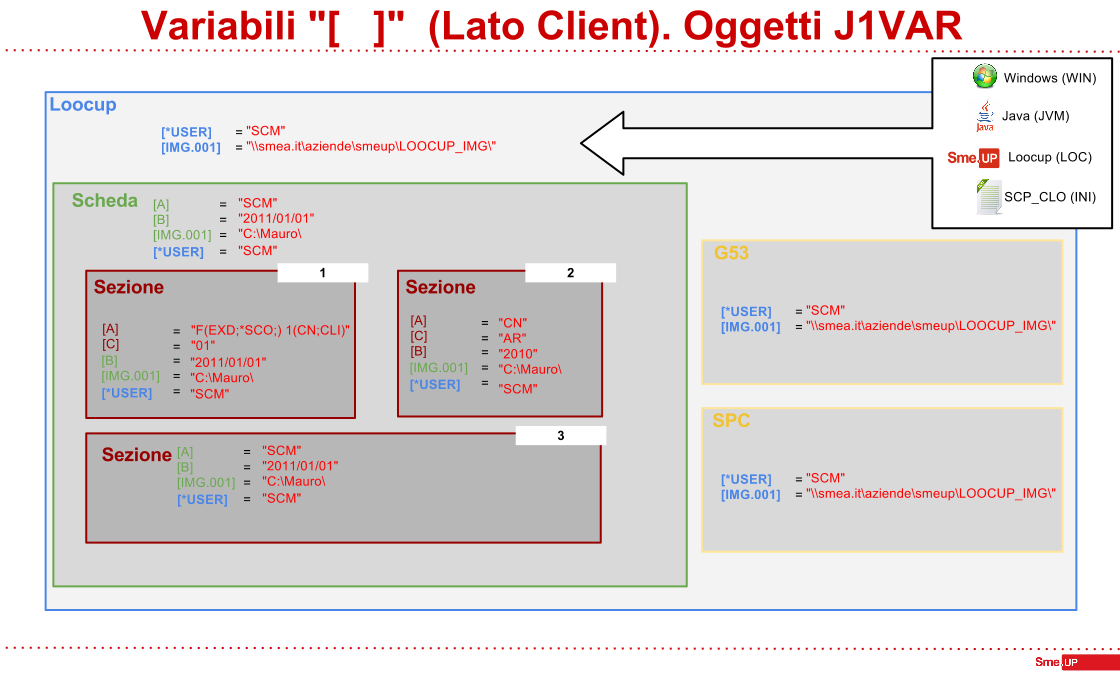 Variabili "[ ]" (Lato Client). Oggetti J1VAR
Windows (WIN)
Java
Java (JVM)
Sme.UP
Loocup (LOC)
SCP_CLO (INI)
Loocup
[*USER] = "SCM"
[IMG.001] = "\\smea.it\aziende\smeup\LOOCUP_IMG\"
Scheda
[A] = "SCM"
[B] = "2011/01/01"
[IMG.001] = "C:\Mauro\
[*USER] = "SCM"
1
Sezione
[A] = "F(EXD;*SCO;) 1(CN;CLI)"
[C] = "01"
[B] = "2011/01/01"
[IMG.001] = "C:\Mauro\
[*USER] = "SCM"
2
Sezione
[A] = "CN"
[C] = "AR"
[B] = "2010"
[IMG.001] = "C:\Mauro\
[*USER] = "SCM"
3
Sezione
[A] = "SCM"
[B] = "2011/01/01"
[IMG.001] = "C:\Mauro\
[*USER] = "SCM"
G53
[*USER] = "SCM"
[IMG.001] = "\\smea.it\aziende\smeup\LOOCUP_IMG\"
SPC
[*USER] = "SCM"
[IMG.001] = "\\smea.it\aziende\smeup\LOOCUP_IMG\"
Sme.UP